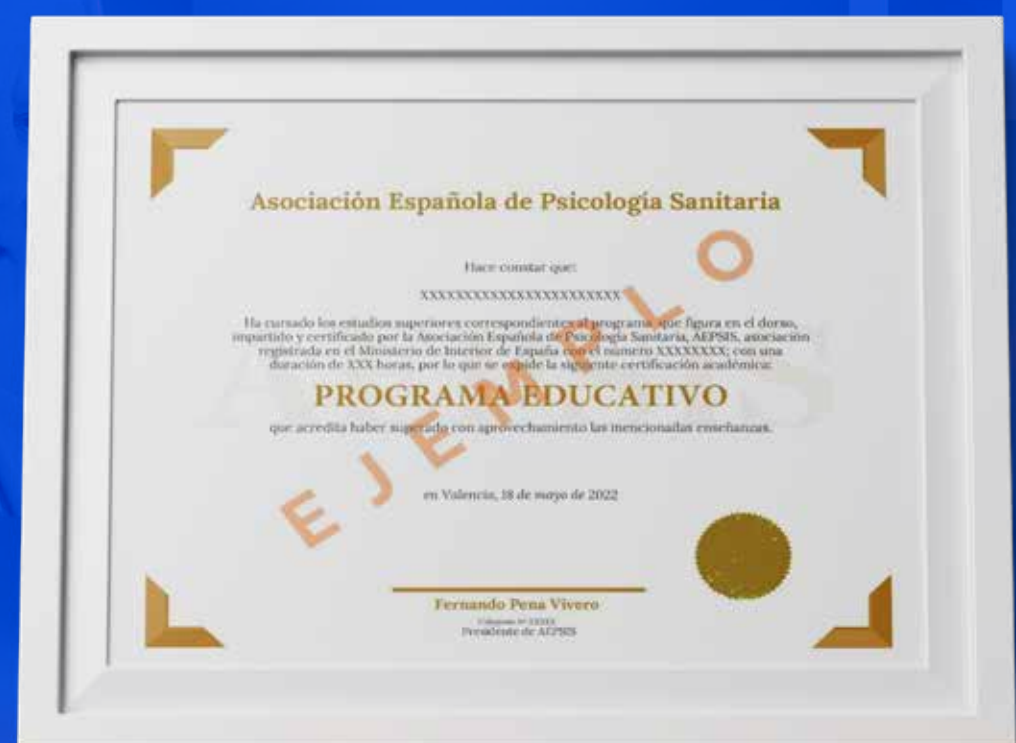 Asociación Española de Psicología Sanitaria
Hace constar que:
XXXXXXXXXXXXXXXXXXXXXXX
Ha cursado los estudios superiores correspondientes al programa que figura en el dorso,
impartido y certificado por la Asociación Española de Psicología Sanitaria, AEPSIS, asociación
registrada en el Ministerio de Interior de España con el número XXXXXXXX; con una
duración de XXX horas, por lo que se expide la siguiente certificación académica:
PROGRAMA EDUCATIVO
que acredita haber superado con aprovechamiento las mencionadas enseñanzas.
EJEMPLO
en Valencia, 18 de mayo de 2022
Fernando Pena Vivero
Presidente de AEPSIS